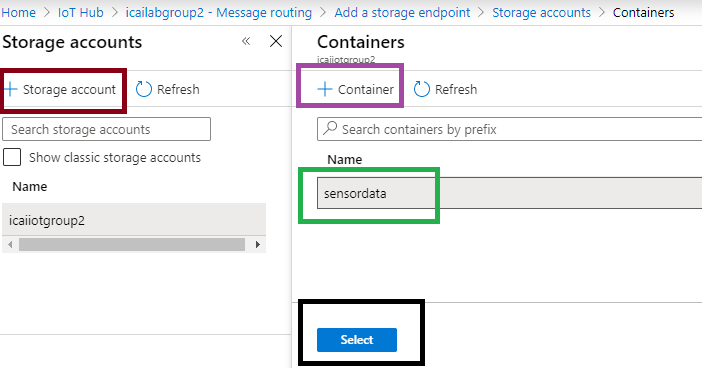 Home > IoT Hub > icailabgroup2 - Message routing > Add a storage endpoint > Storage accounts > Containers
Storage accounts
+ Storage account
Refresh
Search storage accounts
Show classic storage accounts
Name
icaiiotgroup2
Containers
icaiiotgroup2
+ Container
Refresh
Search containers by prefix
Name
sensordata
Select